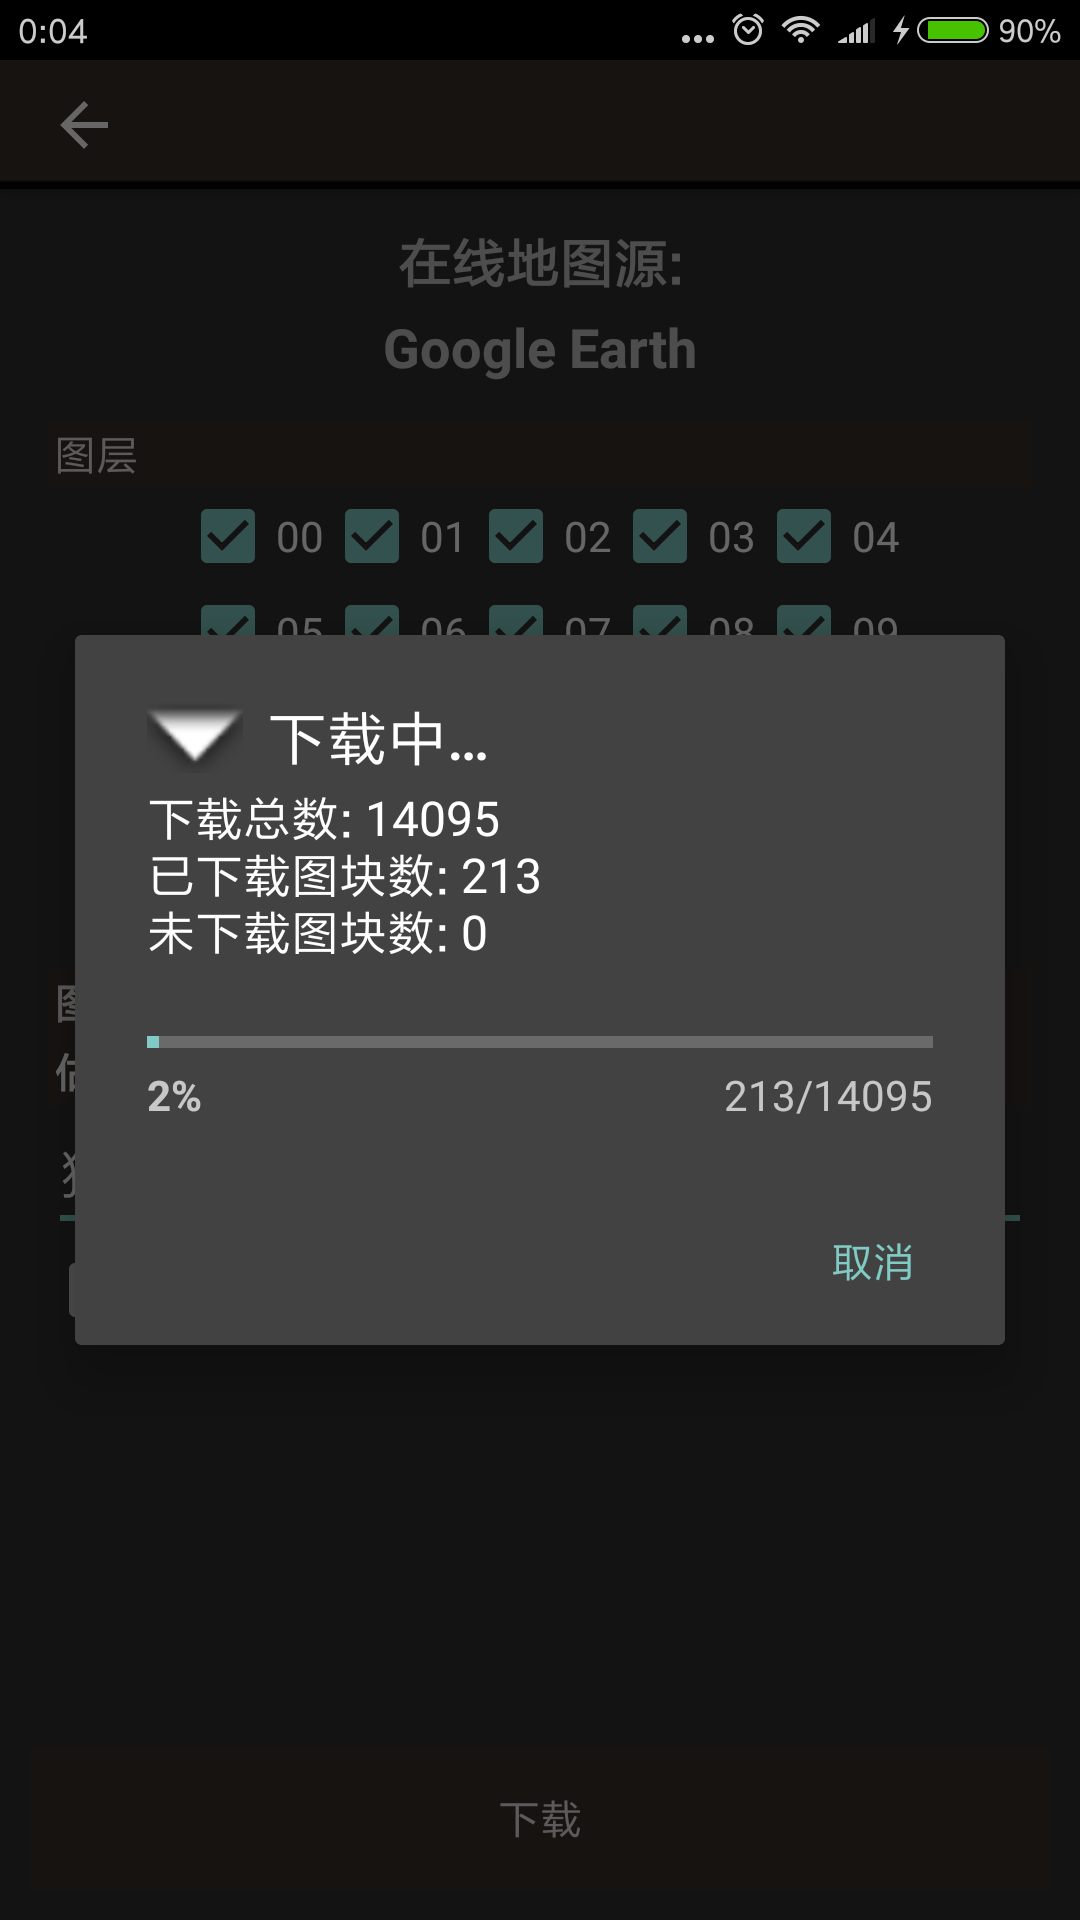 0:04
90%
在线地图源:
Google Earth
图层
00 01 02 03 04
05 06 07 08 09
下载中...
下载总数: 14095
已下载图块数: 213
未下载图块数: 0
2%
213/14095
取消
下载